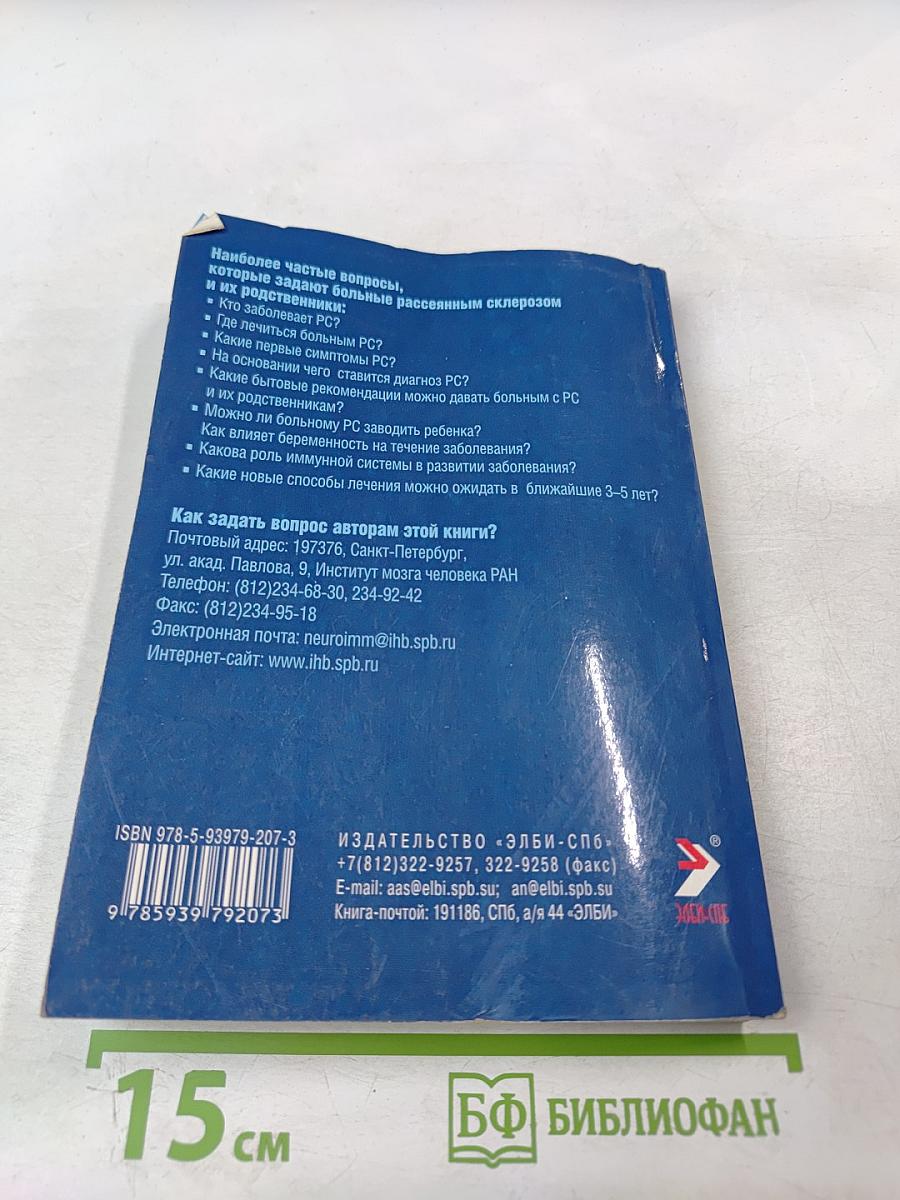 Наиболее частые вопросы,
которые задают больные рассеянным склерозом
и их родственники:
▪ Кто заболевает РС?
▪ Где лечиться больным РС?
▪ Какие первые симптомы РС?
▪ На основании чего ставится диагноз РС?
▪ Какие бытовые рекомендации можно давать больным с РС
и их родственникам?
▪ Можно ли больному РС заводить ребенка?
Как влияет беременность на течение заболевания?
▪ Какова роль иммунной системы в развитии заболевания?
▪ Какие новые способы лечения можно ожидать в ближайшие 3–5 лет?
Как задать вопрос авторам этой книги?
Почтовый адрес: 197376, Санкт-Петербург,
ул. акад. Павлова, 9, Институт мозга человека РАН
Телефон: (812)234-68-30, 234-92-42
Факс: (812)234-95-18
Электронная почта: neuroimm@ihb.spb.ru
Интернет-сайт: www.ihb.spb.ru
ISBN 978-5-93979-207-3
9 785939 792073
ИЗДАТЕЛЬСТВО «ЭЛБИ-СПб»
+7(812)322-9257, 322-9258 (факс)
E-mail: aas@elbi.spb.su; an@elbi.spb.su
Книга-почтой: 191186, СПб, а/я 44 «ЭЛБИ»
®
ЭЛБИ-СПб
15 см
БФ БИБЛИОФАН